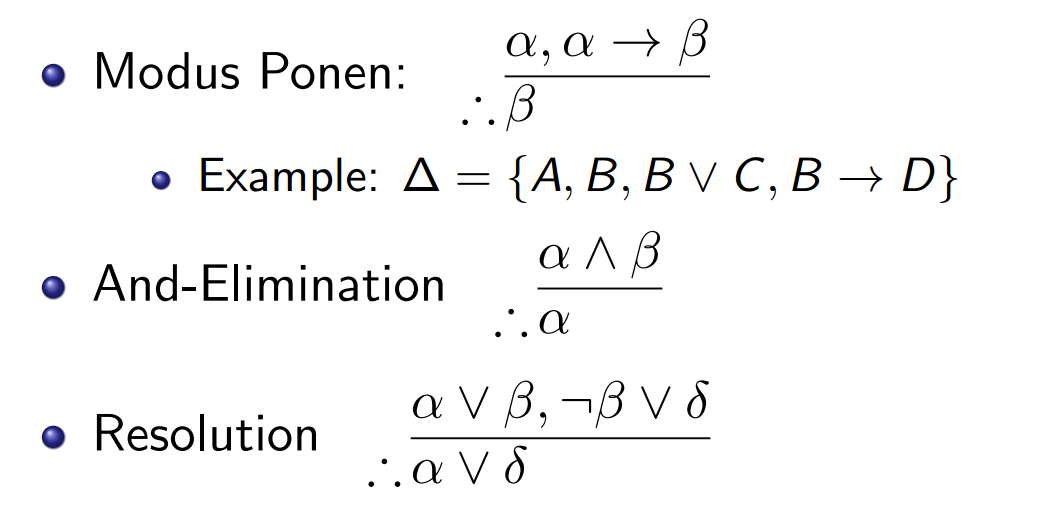 • Modus Ponen: α, α → β
∴ β
• Example: Δ = {A, B, B ∨ C, B → D}
• And-Elimination α ∧ β
∴ α
• Resolution α ∨ β, ¬β ∨ δ
∴ α ∨ δ